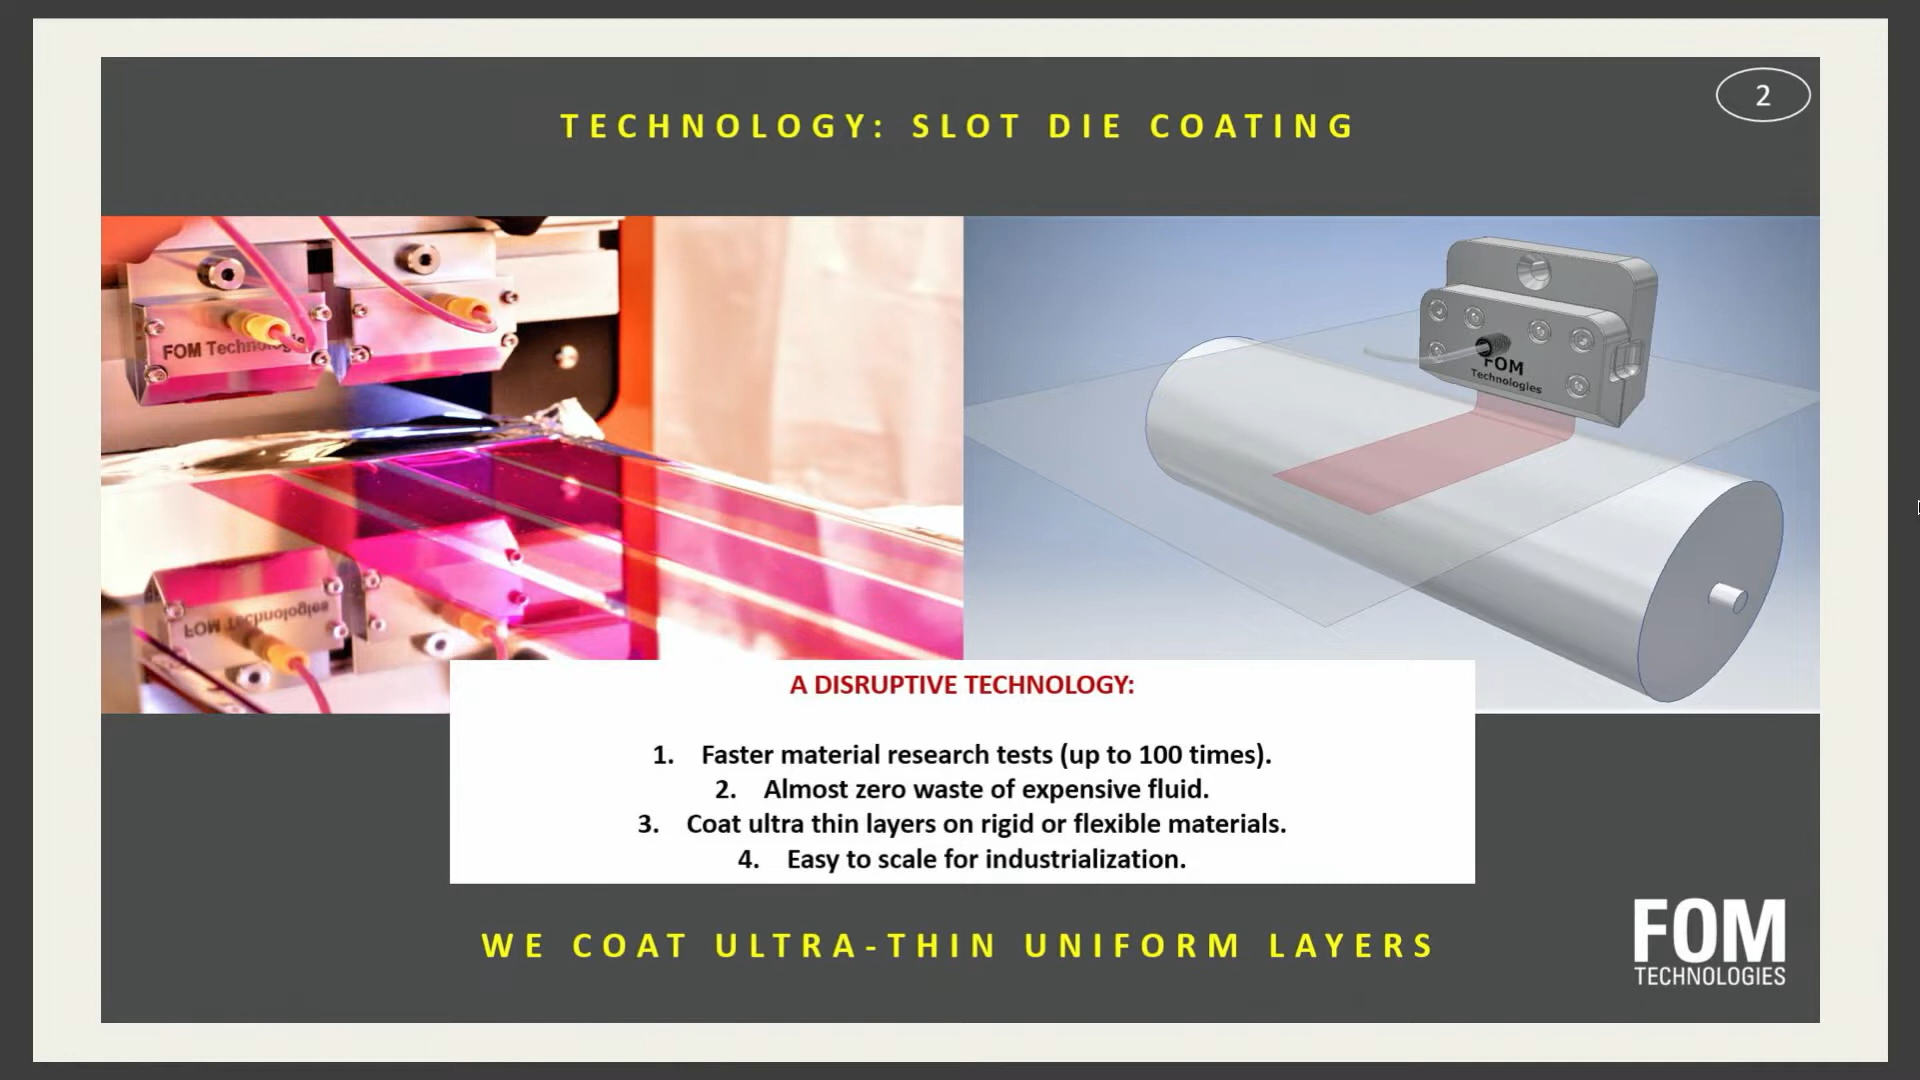 TECHNOLOGY: SLOT DIE COATING
2
FOM Technologies
FOM
Technologies
FOM Technologies
A DISRUPTIVE TECHNOLOGY:
1. Faster material research tests (up to 100 times).
2. Almost zero waste of expensive fluid.
3. Coat ultra thin layers on rigid or flexible materials.
4. Easy to scale for industrialization.
WE COAT ULTRA-THIN UNIFORM LAYERS
FOM
TECHNOLOGIES